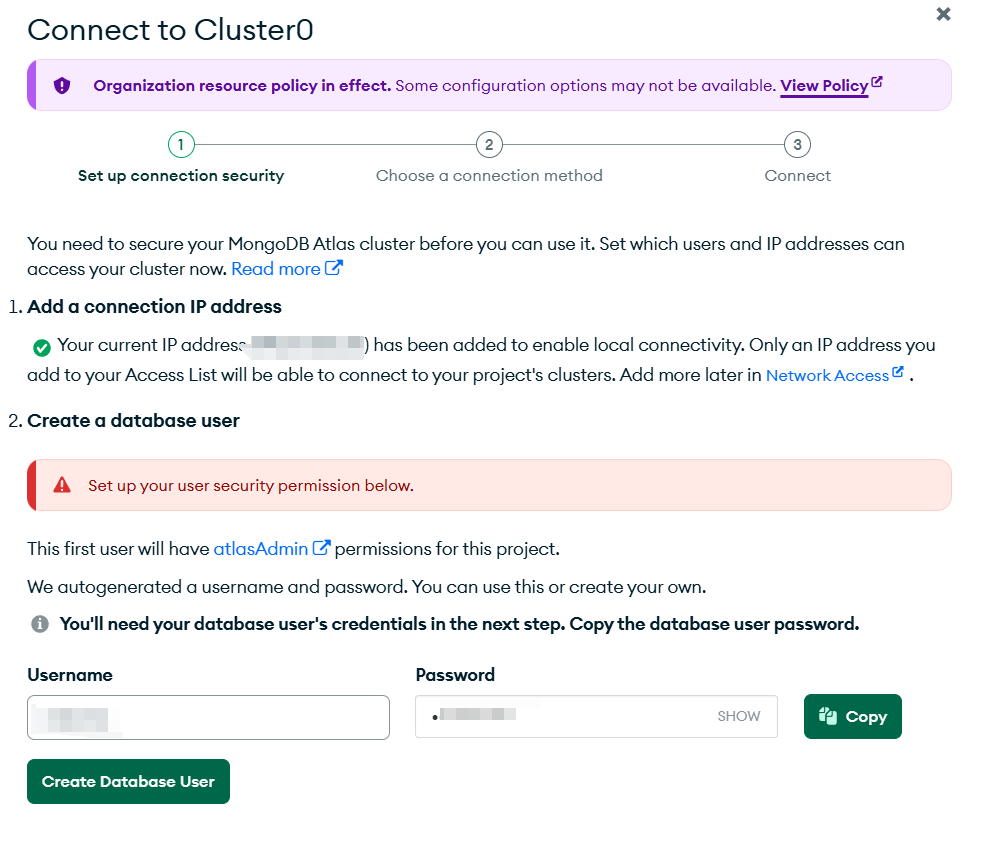 Connect to Cluster0
Organization resource policy in effect. Some configuration options may not be available. View Policy
1
2
3
Set up connection security
Choose a connection method
Connect
You need to secure your MongoDB Atlas cluster before you can use it. Set which users and IP addresses can
access your cluster now. Read more
1. Add a connection IP address
Your current IP address ) has been added to enable local connectivity. Only an IP address you
add to your Access List will be able to connect to your project's clusters. Add more later in Network Access .
2. Create a database user
Set up your user security permission below.
This first user will have atlasAdmin permissions for this project.
We autogenerated a username and password. You can use this or create your own.
You'll need your database user's credentials in the next step. Copy the database user password.
Username
Password
SHOW
Copy
Create Database User